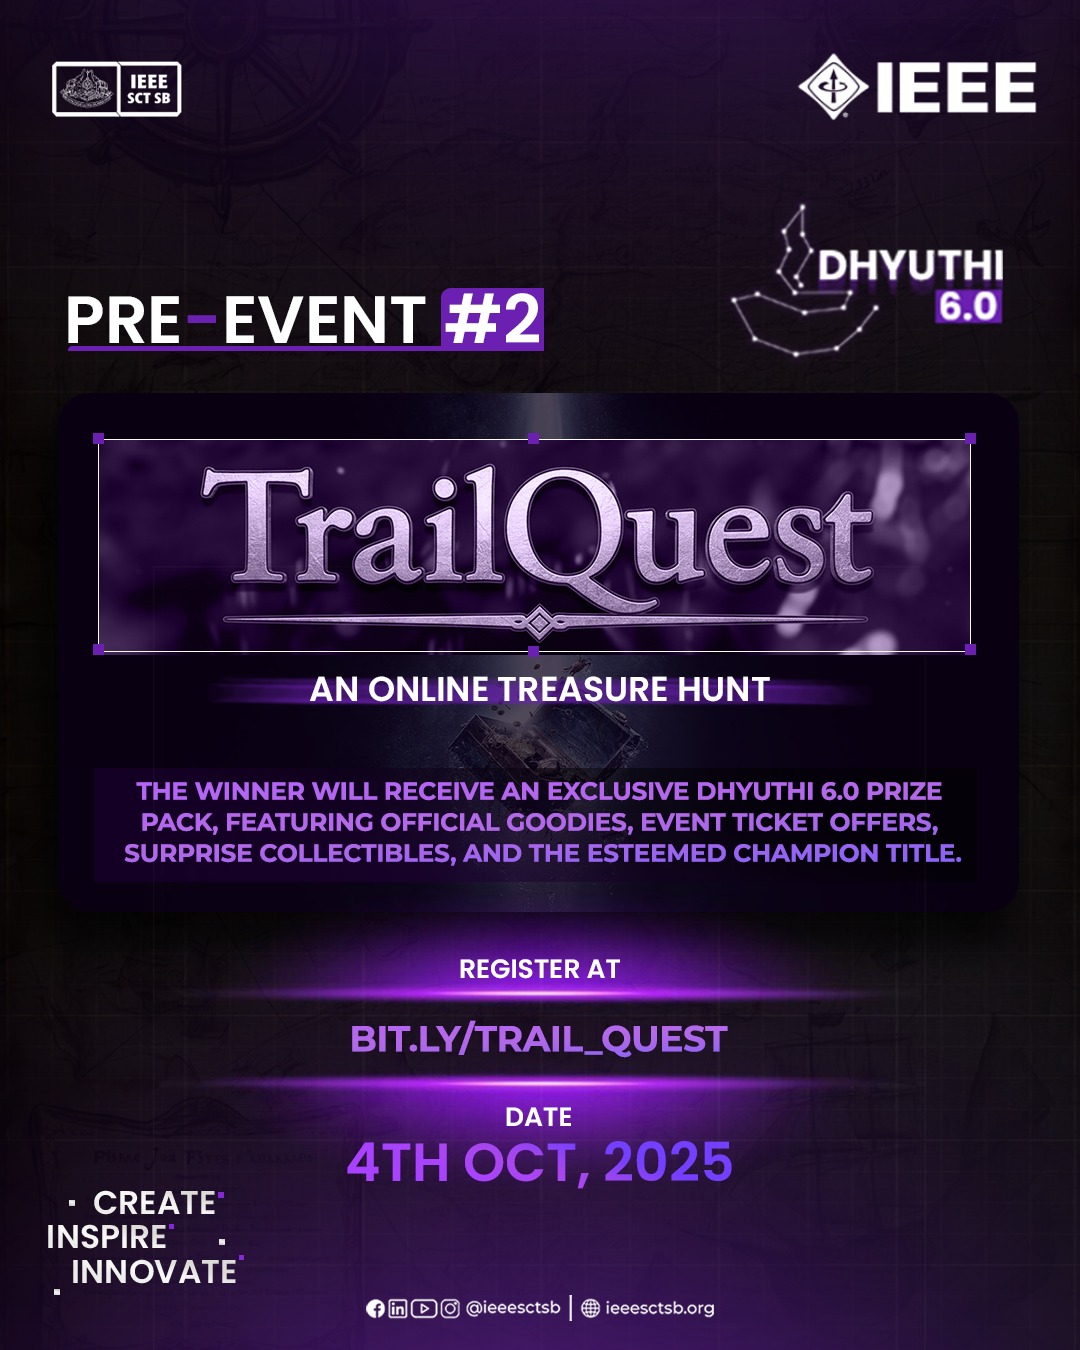 IEEE
SCT SB
IEEE
DHYUTHI
6.0
PRE-EVENT #2
TrailQuest
AN ONLINE TREASURE HUNT
THE WINNER WILL RECEIVE AN EXCLUSIVE DHYUTHI 6.0 PRIZE
PACK, FEATURING OFFICIAL GOODIES, EVENT TICKET OFFERS,
SURPRISE COLLECTIBLES, AND THE ESTEEMED CHAMPION TITLE.
REGISTER AT
BIT.LY/TRAIL_QUEST
DATE
4TH OCT, 2025
CREATE
INSPIRE
INNOVATE
@ieeesctsb | ieeesctsb.org